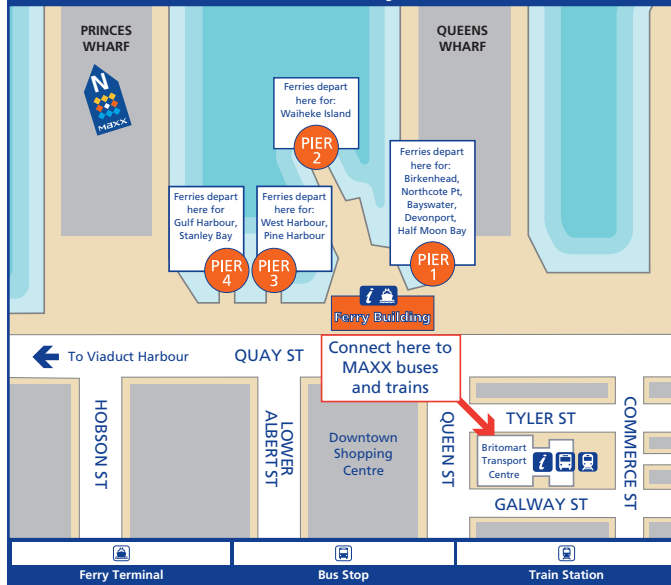 PRINCES
WHARF
QUEENS
WHARF
N
MAXX
Ferries depart
here for:
Waiheke Island
PIER
2
Ferries depart
here for:
Birkenhead,
Northcote Pt,
Bayswater,
Devonport,
Half Moon Bay
PIER
1
Ferries depart
here for
Gulf Harbour,
Stanley Bay
PIER
4
Ferries depart
here for:
West Harbour,
Pine Harbour
PIER
3
i
Ferry Building
To Viaduct Harbour
QUAY ST
Connect here to
MAXX buses
and trains
HOBSON ST
LOWER
ALBERT ST
Downtown
Shopping
Centre
QUEEN ST
TYLER ST
COMMERCE ST
Britomart
Transport
Centre
i
GALWAY ST
Ferry Terminal
Bus Stop
Train Station